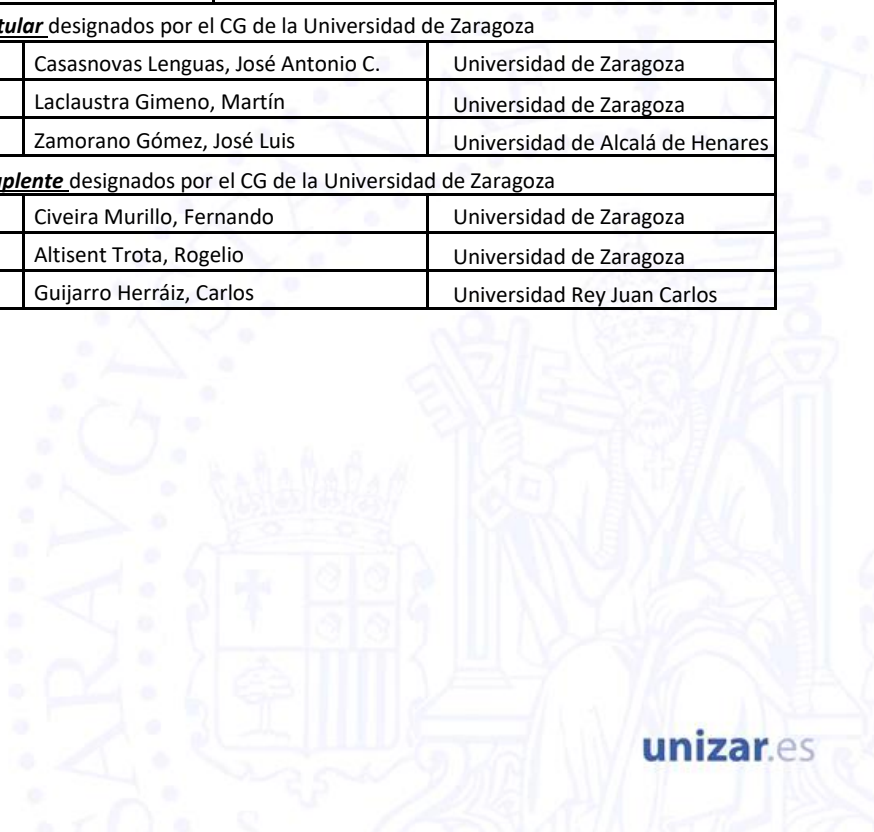 tular designados por el CG de la Universidad de Zaragoza
Casasnovas Lenguas, José Antonio C. Universidad de Zaragoza
Laclaustra Gimeno, Martín Universidad de Zaragoza
Zamorano Gómez, José Luis Universidad de Alcalá de Henares
uplente designados por el CG de la Universidad de Zaragoza
Civeira Murillo, Fernando Universidad de Zaragoza
Altisent Trota, Rogelio Universidad de Zaragoza
Guijarro Herráiz, Carlos Universidad Rey Juan Carlos
unizar.es